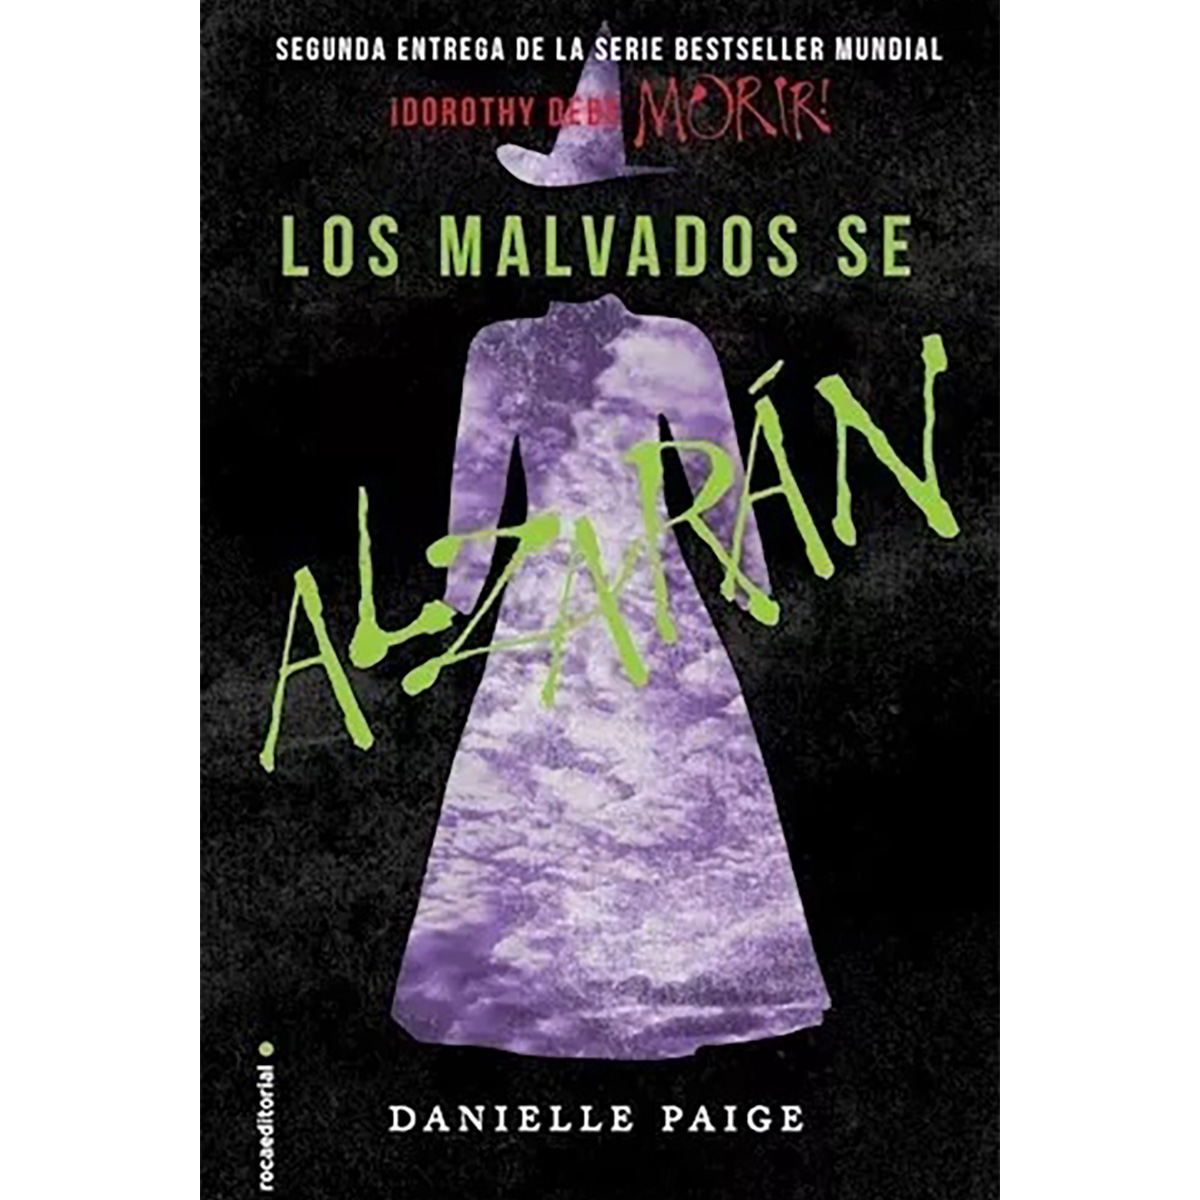 SEGUNDA ENTREGA DE LA SERIE BESTSELLER MUNDIAL
¡DOROTHY DEBE MORIR!
LOS MALVADOS SE
ALZARÁN
DANIELLE PAIGE
rocaeditorial